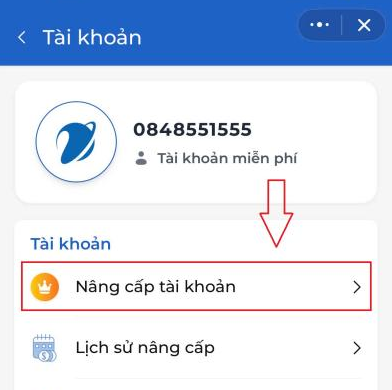 Tài khoản
0848551555
Tài khoản miễn phí
Tài khoản
Nâng cấp tài khoản
Lịch sử nâng cấp